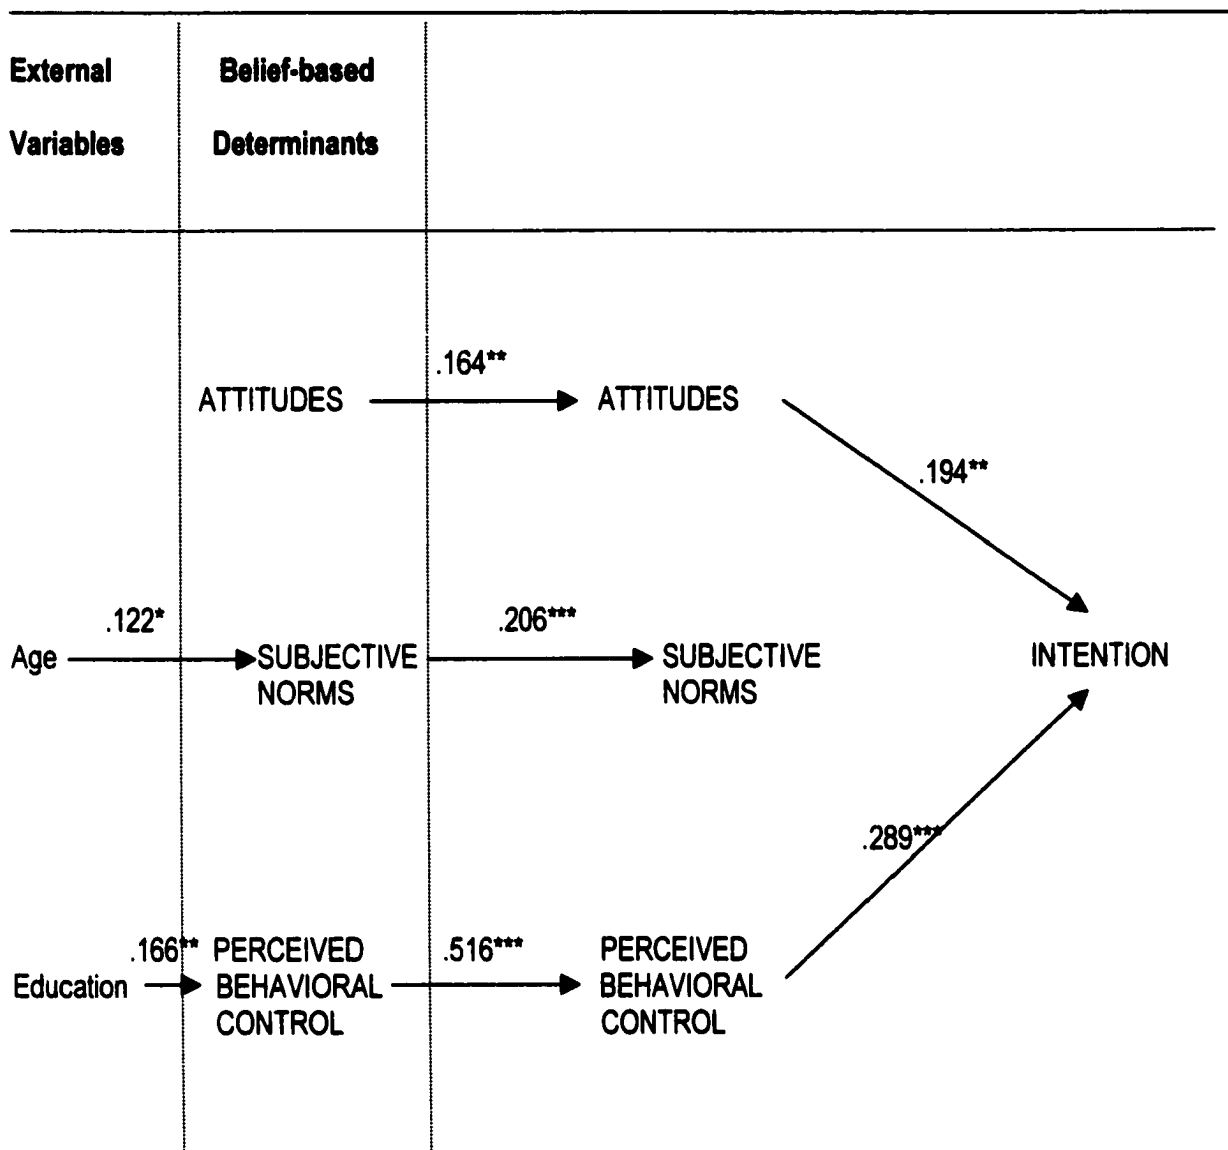 External
Variables
Belief-based
Determinants
.164**
ATTITUDES
ATTITUDES
.194**
.122*
.206***
Age
SUBJECTIVE
NORMS
SUBJECTIVE
NORMS
INTENTION
.289***
.166**
PERCEIVED
BEHAVIORAL
CONTROL
.516***
PERCEIVED
BEHAVIORAL
CONTROL
Education